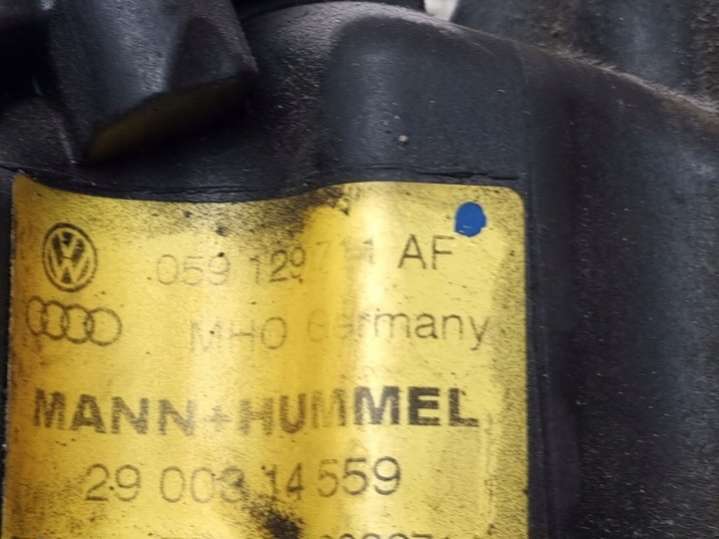 059 129 711 AF
MHO Germany
MANN+HUMMEL
29 003 14 559